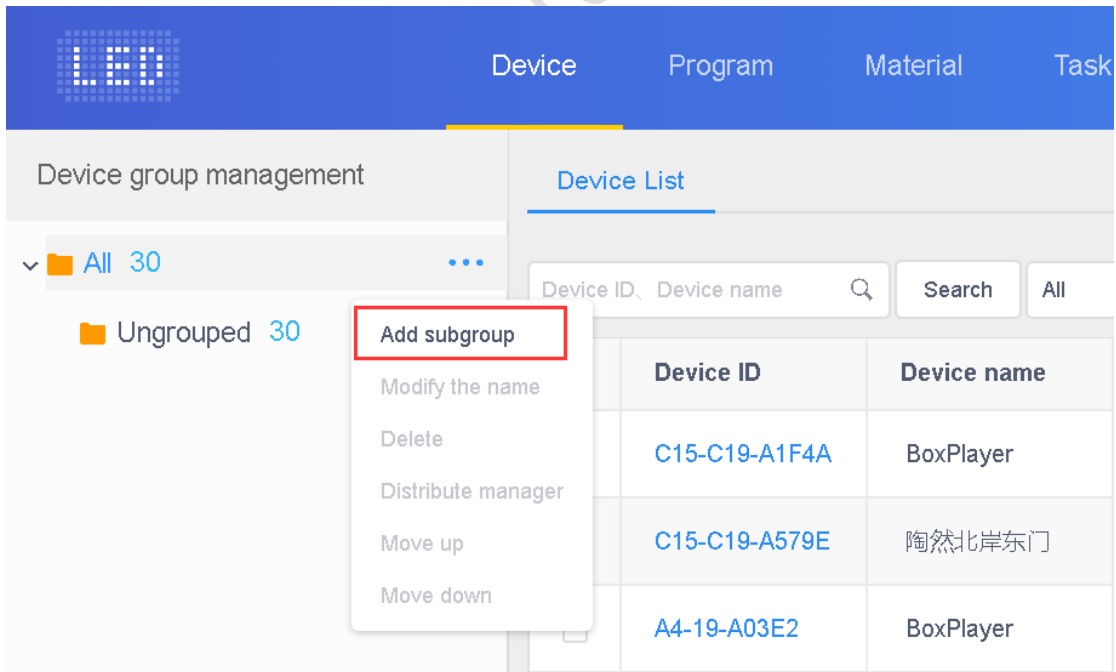 LED
Device Program Material Task
Device group management
Device List
All 30
Device ID、Device name
Search
All
Ungrouped 30
Add subgroup
Modify the name
Delete
Distribute manager
Move up
Move down
Device ID Device name
C15-C19-A1F4A BoxPlayer
C15-C19-A579E 陶然北岸东门
A4-19-A03E2 BoxPlayer